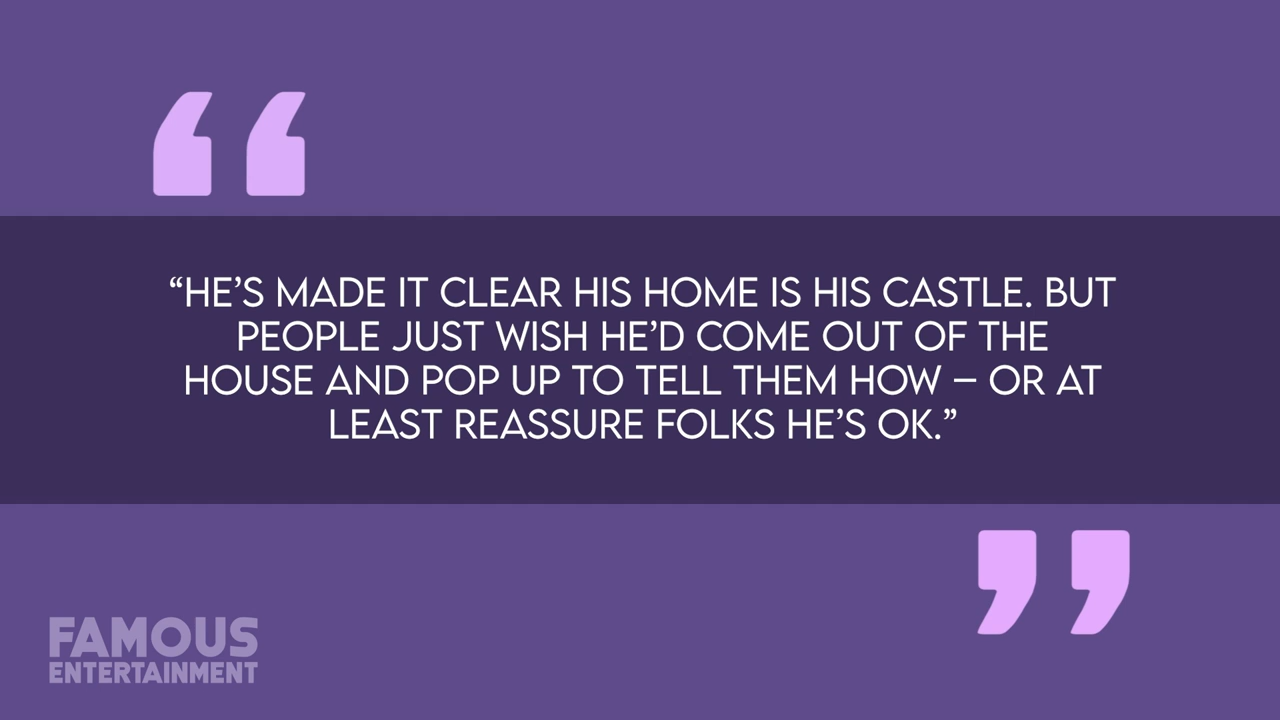 “HE’S MADE IT CLEAR HIS HOME IS HIS CASTLE. BUT
PEOPLE JUST WISH HE’D COME OUT OF THE
HOUSE AND POP UP TO TELL THEM HOW – OR AT
LEAST REASSURE FOLKS HE’S OK.”
FAMOUS
ENTERTAINMENT